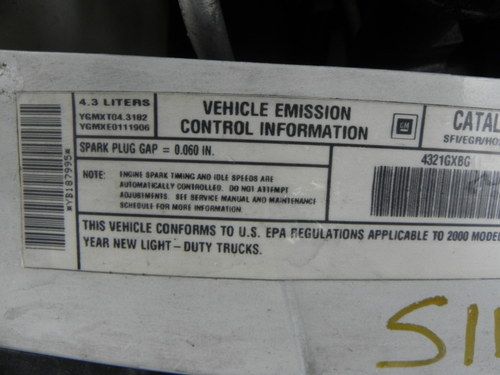 4.3 LITERS
YGMXT04.3182
YGMXE0111906
VEHICLE EMISSION
CONTROL INFORMATION
GM
CATAL
SFI/EGR/HO
SPARK PLUG GAP = 0.060 IN.
4321GXBG
NOTE: ENGINE SPARK TIMING AND IDLE SPEEDS ARE
AUTOMATICALLY CONTROLLED. DO NOT ATTEMPT
ADJUSTMENTS. SEE SERVICE MANUAL AND MAINTENANCE
SCHEDULE FOR MORE INFORMATION.
THIS VEHICLE CONFORMS TO U.S. EPA REGULATIONS APPLICABLE TO 2000 MODEL
YEAR NEW LIGHT-DUTY TRUCKS.
*YB187995*